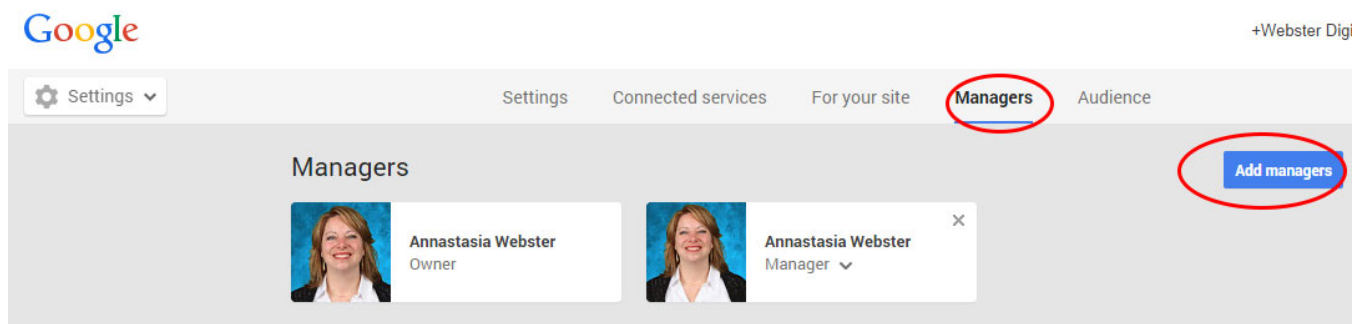 Google
+Webster Digi
Settings
Settings Connected services For your site Managers Audience
Managers
Add managers
Annastasia Webster
Owner
Annastasia Webster
Manager